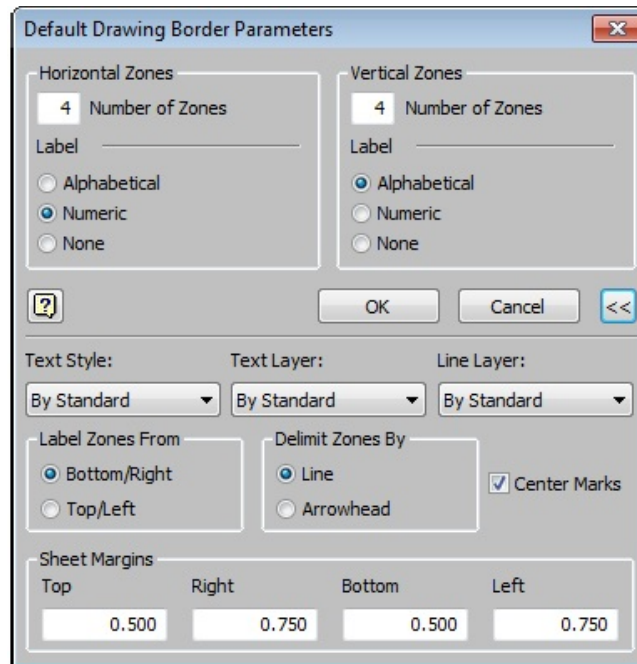 Default Drawing Border Parameters
Horizontal Zones
4 Number of Zones
Label
Alphabetical
Numeric
None
Vertical Zones
4 Number of Zones
Label
Alphabetical
Numeric
None
?
OK Cancel <<
Text Style: Text Layer: Line Layer:
By Standard By Standard By Standard
Label Zones From
Bottom/Right
Top/Left
Delimit Zones By
Line
Arrowhead
Center Marks
Sheet Margins
Top Right Bottom Left
0.500 0.750 0.500 0.750